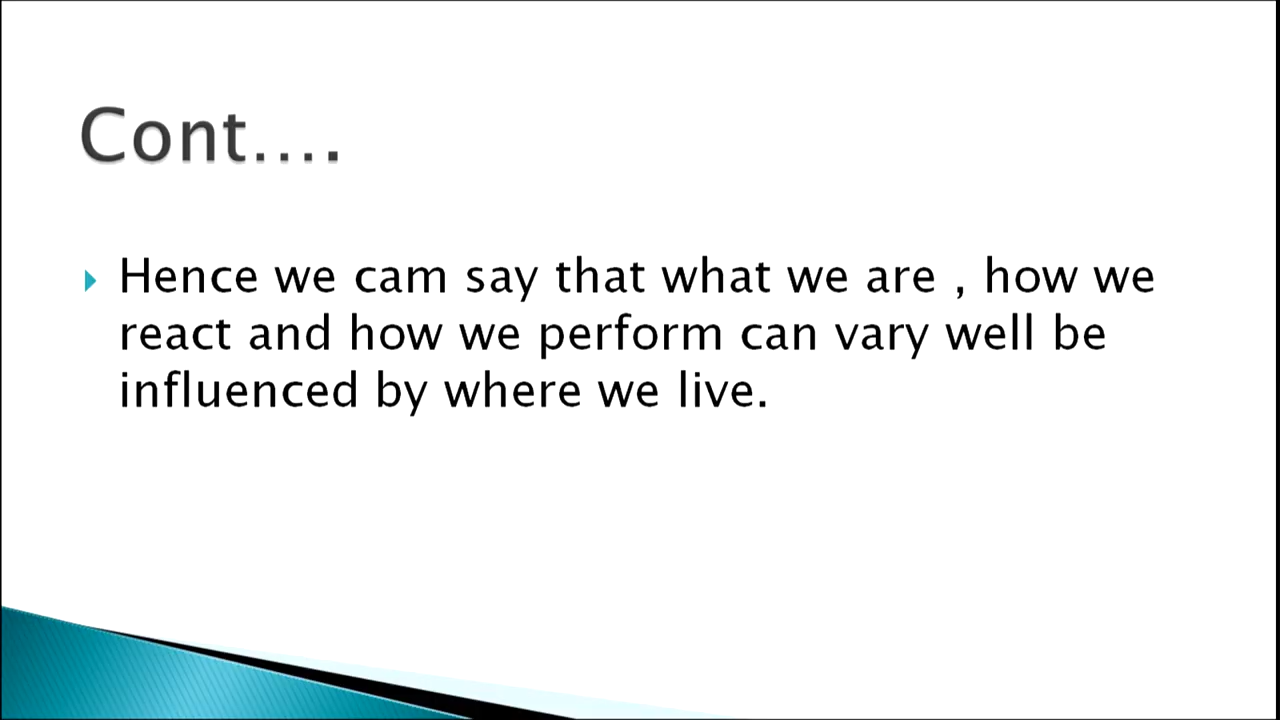 Cont....
Hence we cam say that what we are , how we
react and how we perform can vary well be
influenced by where we live.